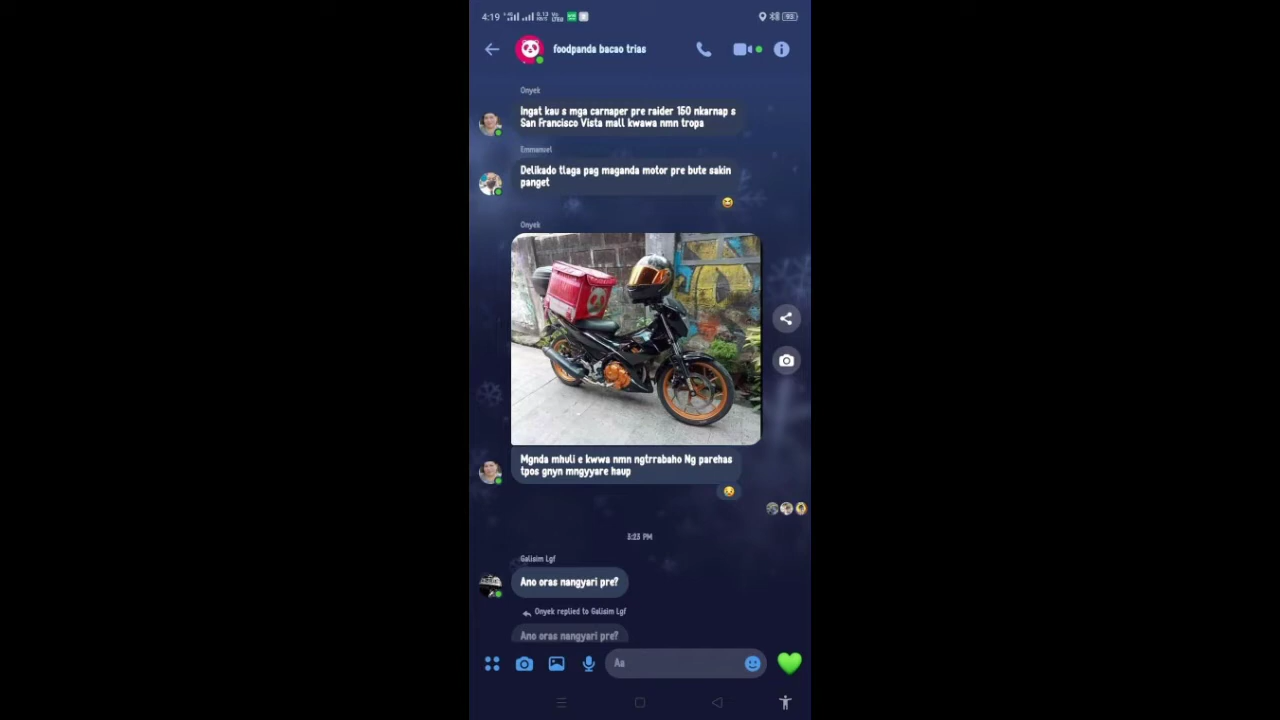 4:19
foodpanda bacao trias
Onyek
Ingat kau s mga carnaper pre raider 150 nkarnap s
San Francisco Vista mall kwawa nmn tropa
Emmanuel
Delikado tlaga pag maganda motor pre bute sakin
panget
Onyek
Mgnda mhuli e kwwa nmn ngtrrabaho Ng parehas
tpos gnyn mngyyare haup
3:23 PM
Galisim Lgf
Ano oras nangyari pre?
Onyek replied to Galisim Lgf
Ano oras nangyari pre?
Aa